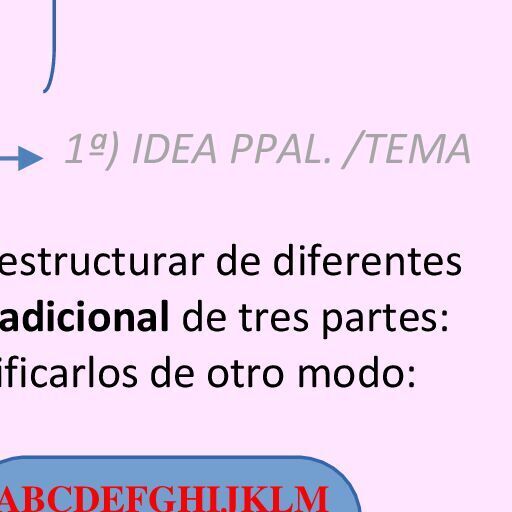 1ª) IDEA PPAL. /TEMA
estructurar de diferentes
adicional de tres partes:
ificarlos de otro modo:
ABCDEFGHIJKLM